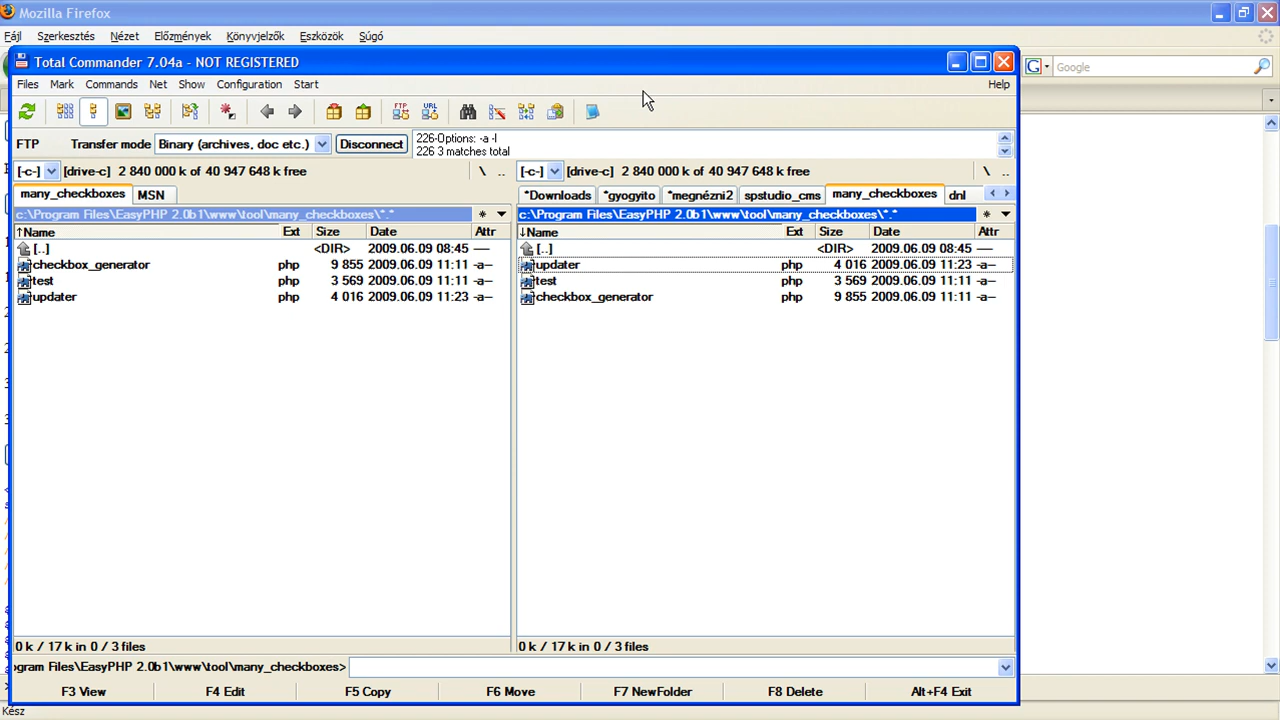 Mozilla Firefox
Fájl Szerkesztés Nézet Előzmények Könyvjelzők Eszközök Súgó
Total Commander 7.04a - NOT REGISTERED
Google
Files Mark Commands Net Show Configuration Start Help
FTP URL
FTP Transfer mode Binary (archives, doc etc.) Disconnect
226-Options: -a -l
226 3 matches total
[-c-] [drive-c] 2 840 000 k of 40 947 648 k free \ ..
[-c-] [drive-c] 2 840 000 k of 40 947 648 k free \ ..
many_checkboxes MSN
*Downloads *gyogyito *megnézni2 spstudio_cms many_checkboxes dnl
c:\Program Files\EasyPHP 2.0b1\www\tool\many_checkboxes\*.* *
c:\Program Files\EasyPHP 2.0b1\www\tool\many_checkboxes\*.* *
↑Name Ext Size Date Attr
[..] <DIR> 2009.06.09 08:45 ----
checkbox_generator php 9 855 2009.06.09 11:11 -a--
test php 3 569 2009.06.09 11:11 -a--
updater php 4 016 2009.06.09 11:23 -a--
↓Name Ext Size Date Attr
[..] <DIR> 2009.06.09 08:45 ----
updater php 4 016 2009.06.09 11:23 -a--
test php 3 569 2009.06.09 11:11 -a--
checkbox_generator php 9 855 2009.06.09 11:11 -a--
0 k / 17 k in 0 / 3 files
0 k / 17 k in 0 / 3 files
ogram Files\EasyPHP 2.0b1\www\tool\many_checkboxes>
F3 View F4 Edit F5 Copy F6 Move F7 NewFolder F8 Delete Alt+F4 Exit
Kész